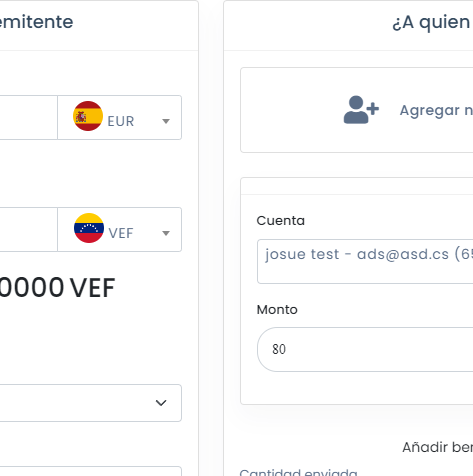 emitente
EUR
VEF
0000 VEF
¿A quien
Agregar n
Cuenta
josue test - ads@asd.cs (65
Monto
80
Añadir ber
Cantidad enviada